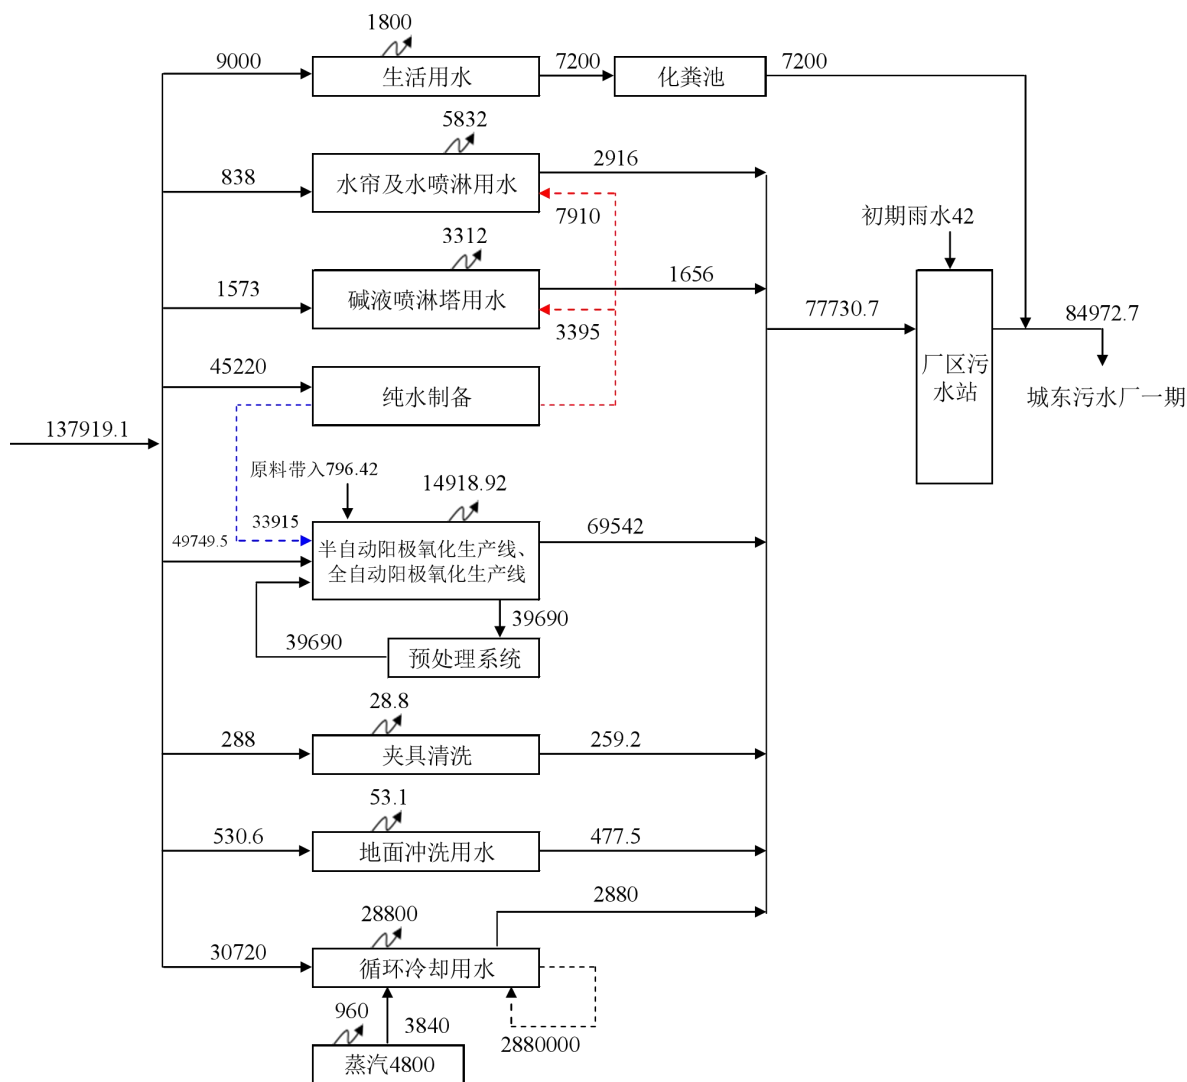 1800
9000
生活用水
7200
化粪池
7200
5832
838
水帘及水喷淋用水
2916
7910
初期雨水42
3312
1573
碱液喷淋塔用水
1656
3395
77730.7
84972.7
厂区污
水站
城东污水厂一期
45220
纯水制备
137919.1
原料带入796.42
14918.92
33915
49749.5
半自动阳极氧化生产线、
全自动阳极氧化生产线
69542
39690
39690
预处理系统
28.8
288
夹具清洗
259.2
53.1
530.6
地面冲洗用水
477.5
2880
28800
30720
循环冷却用水
960
3840
2880000
蒸汽4800